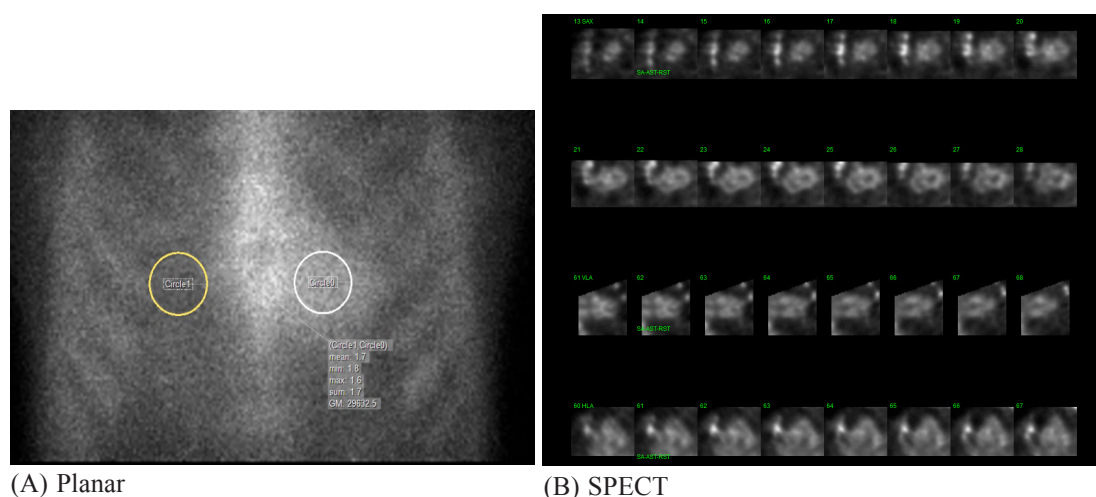 Circle1
Circle0
(Circle1 Circle0)
mean: 1.7
min: 1.8
max: 1.6
sum: 1.7
GM: 29632.5
(A) Planar
13 SAX 14 15 16 17 18 19 20
SA-AST-RST
21 22 23 24 25 26 27 28
61 VLA 62 63 64 65 66 67 68
SA-AST-RST
60 HLA 61 62 63 64 65 66 67
SA-AST-RST
(B) SPECT